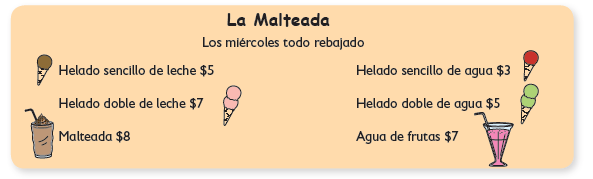 La Malteada
Los miércoles todo rebajado
Helado sencillo de leche $5
Helado sencillo de agua $3
Helado doble de leche $7
Helado doble de agua $5
Malteada $8
Agua de frutas $7